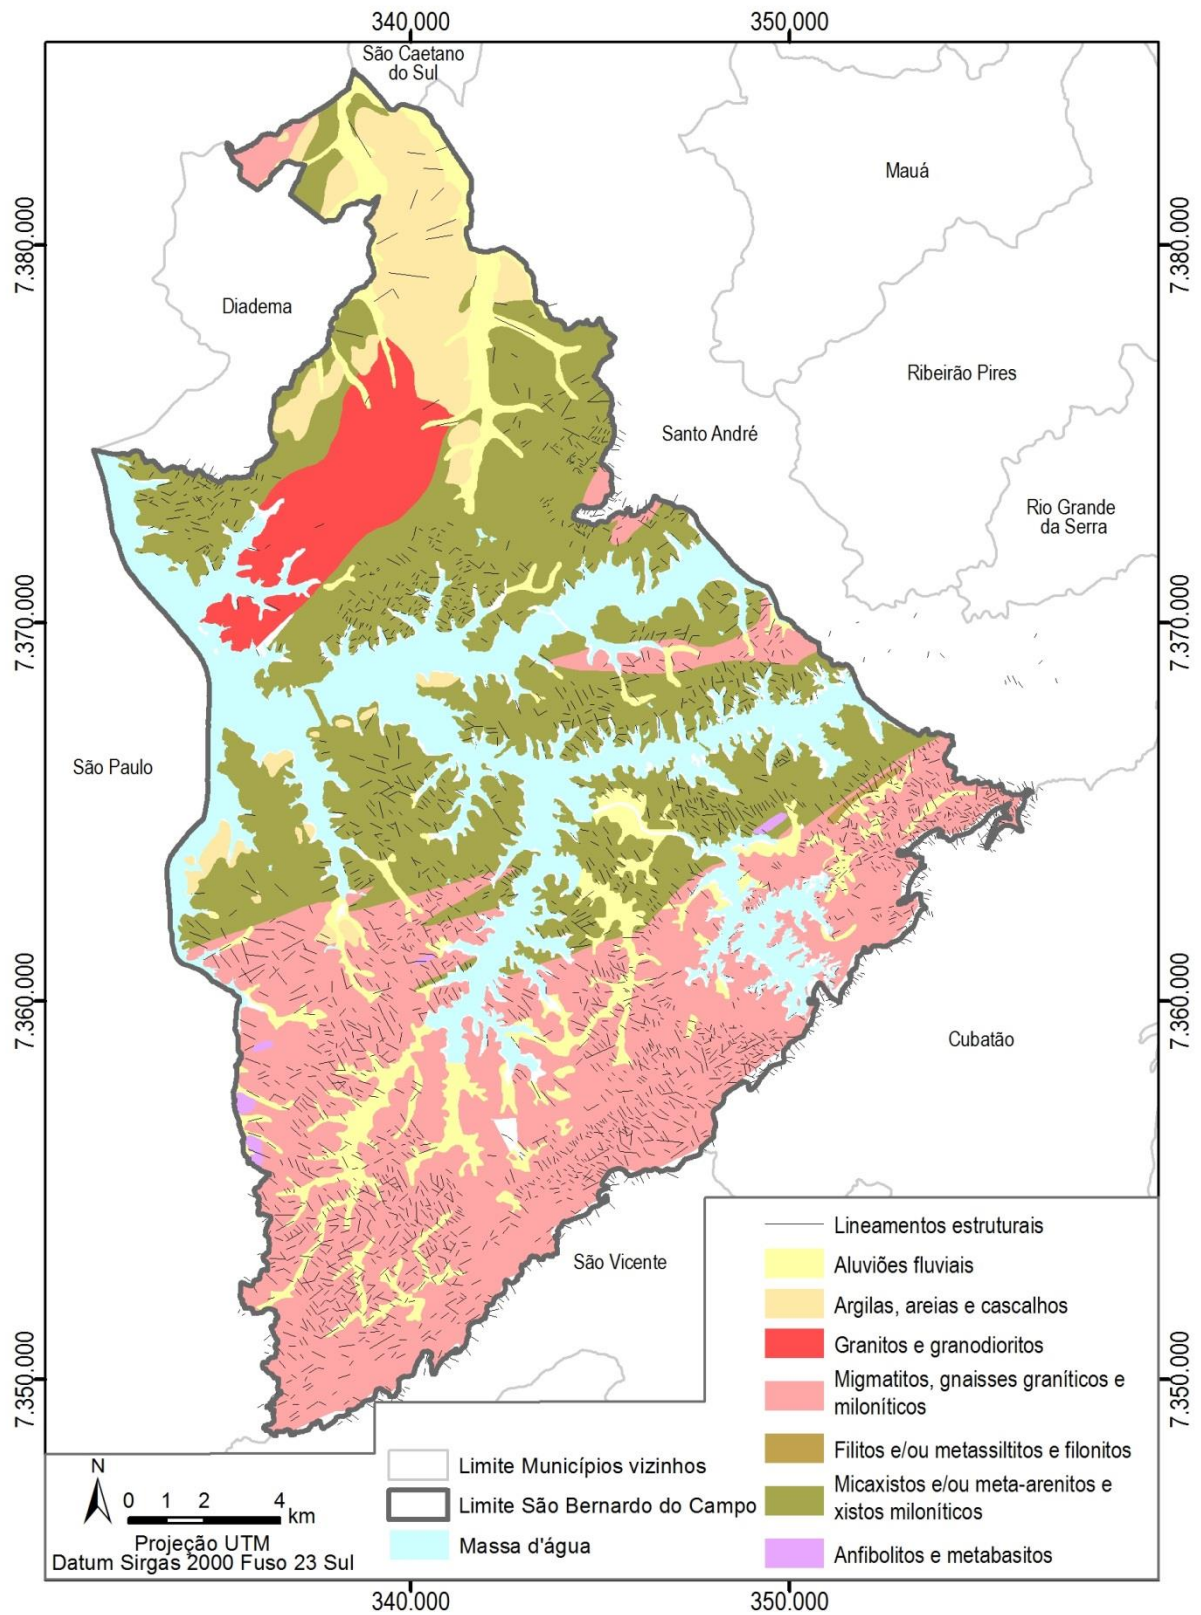 340.000
350.000
São Caetano
do Sul
Mauá
7.380.000
7.380.000
Diadema
Ribeirão Pires
Santo André
Rio Grande
da Serra
7.370.000
7.370.000
São Paulo
7.360.000
7.360.000
Cubatão
São Vicente
Lineamentos estruturais
Aluviões fluviais
Argilas, areias e cascalhos
Granitos e granodioritos
7.350.000
7.350.000
Migmatitos, gnaisses graníticos e
miloníticos
Filitos e/ou metassiltitos e filonitos
Micaxistos e/ou meta-arenitos e
xistos miloníticos
Anfibolitos e metabasitos
Limite Municípios vizinhos
Limite São Bernardo do Campo
Massa d'água
N
0 1 2 4
km
Projeção UTM
Datum Sirgas 2000 Fuso 23 Sul
340.000
350.000